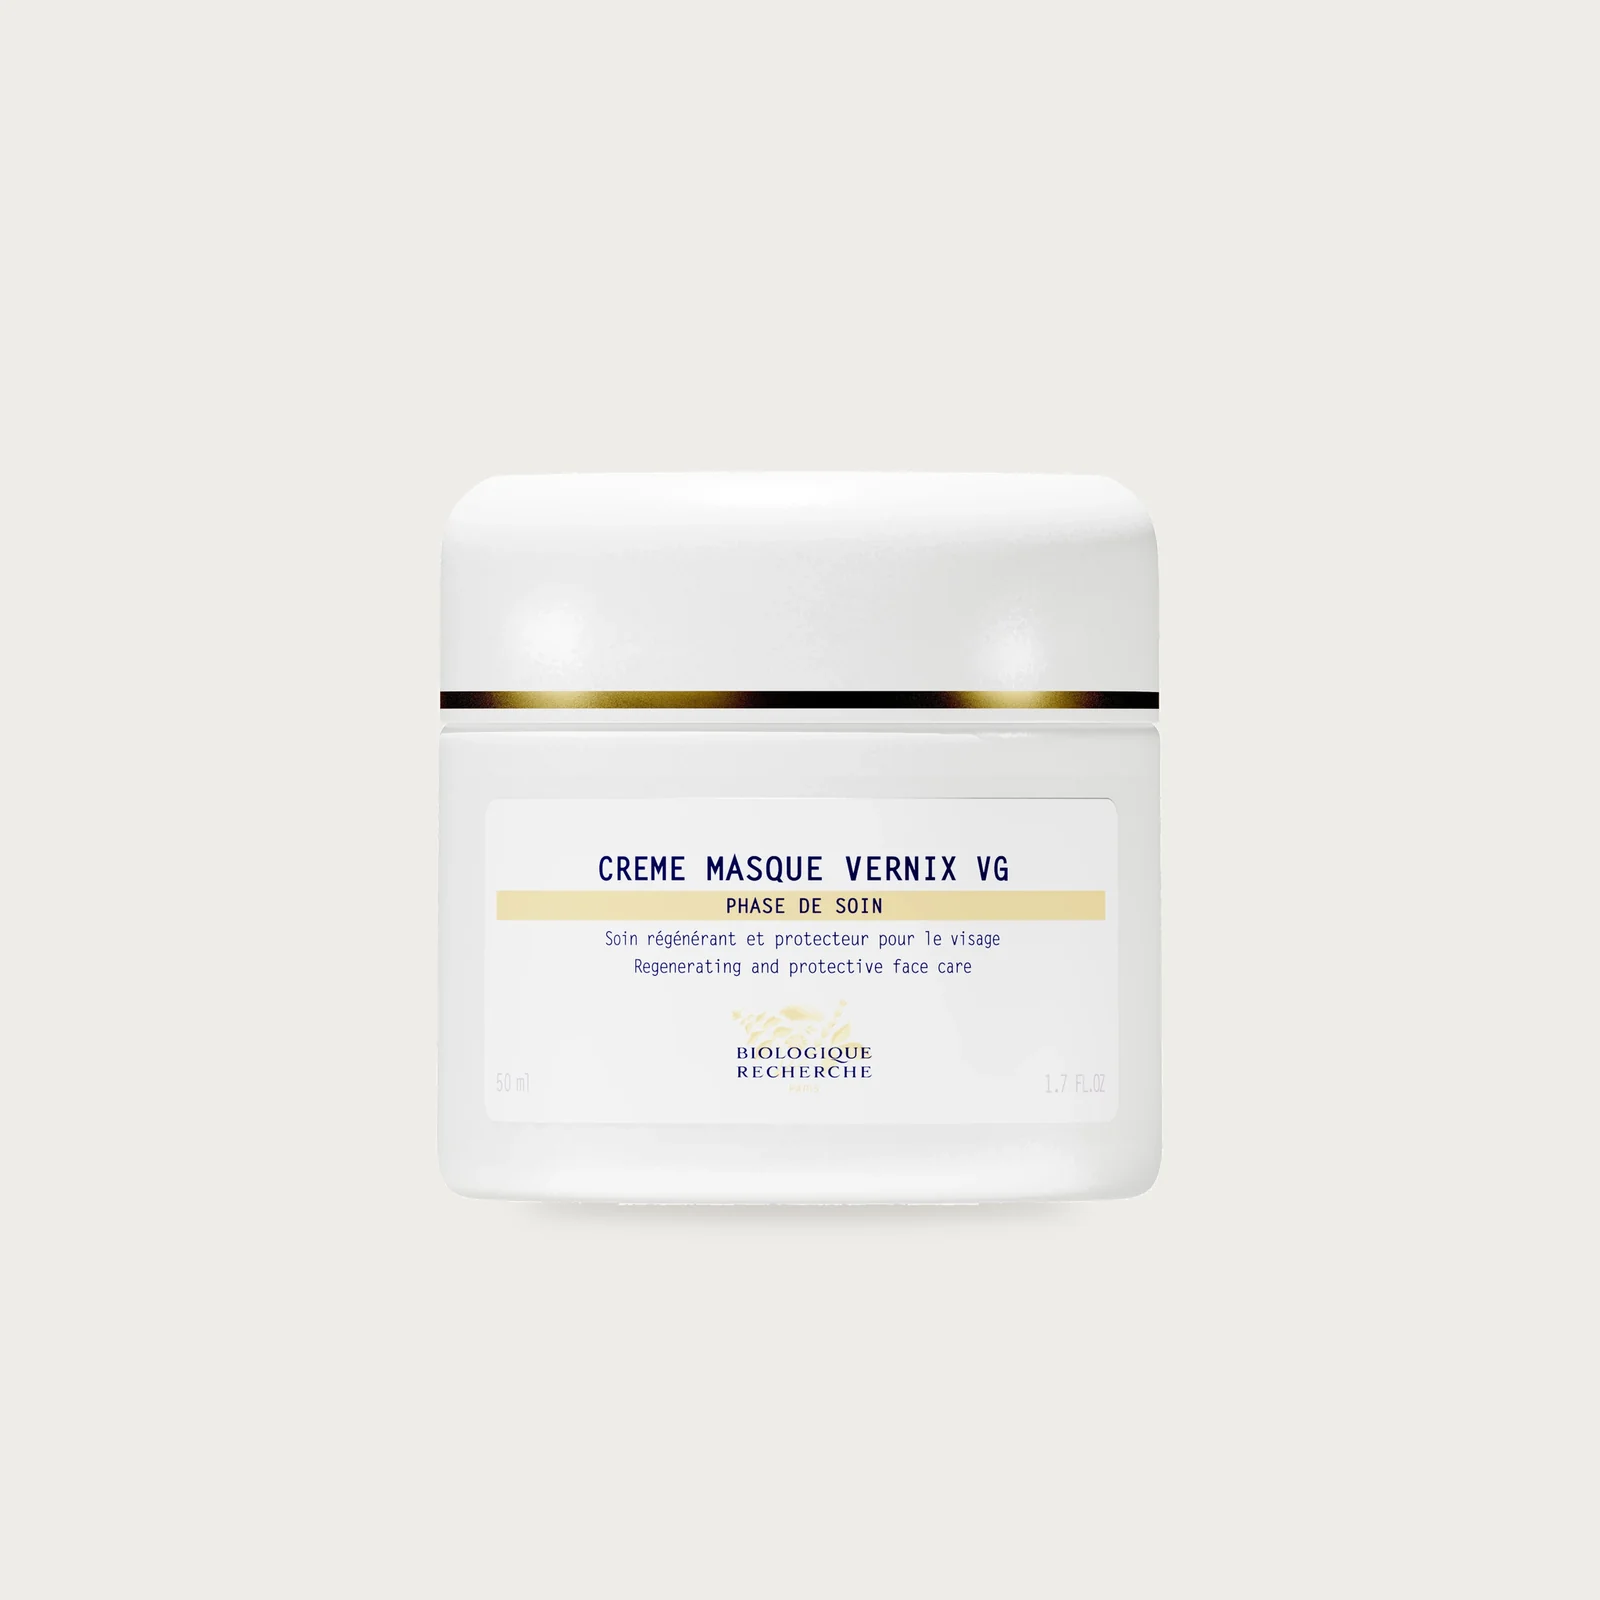 CREME MASQUE VERNIX VG
PHASE DE SOIN
Soin régénérant et protecteur pour le visage
Regenerating and protective face care
BIOLOGIQUE
RECHERCHE
PARIS
50 ml
1.7 FL.OZ